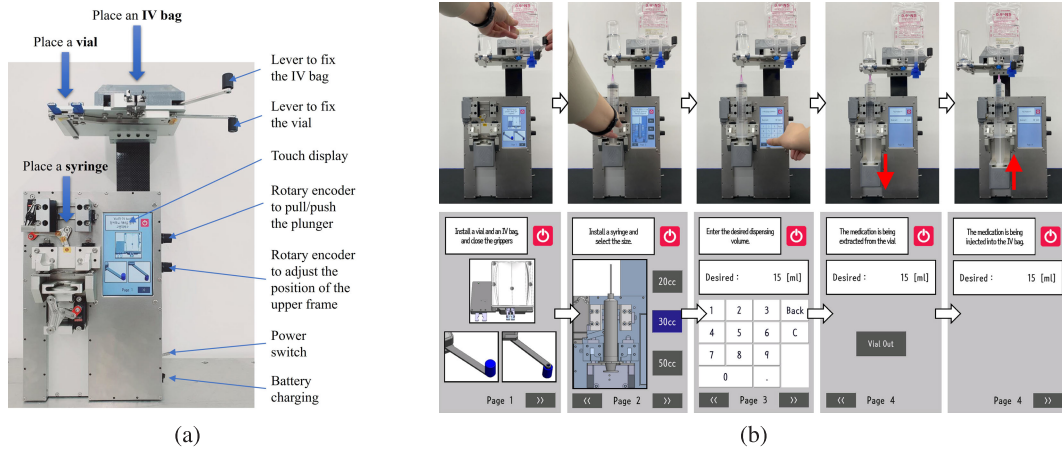 Place an IV bag
Place a vial
Place a syringe
Lever to fix
the IV bag
Lever to fix
the vial
Touch display
Rotary encoder
to pull/push
the plunger
Rotary encoder
to adjust the
position of the
upper frame
Power
switch
Battery
charging
(a)
Install a vial and an IV bag,
and close the grippers
Page 1 >>
Install a syringe and
select the size.
20cc
30cc
50cc
<< Page 2 >>
Enter the desired dispensing
volume.
Desired : 15 [ml]
1 2 3 Back
4 5 6 C
7 8 9
0 .
<< Page 3 >>
The medication is being
extracted from the vial
Desired : 15 [ml]
Vial Out
<< Page 4 >>
The medication is being
injected into the IV bag.
Desired : 15 [ml]
Page 4 >>
(b)